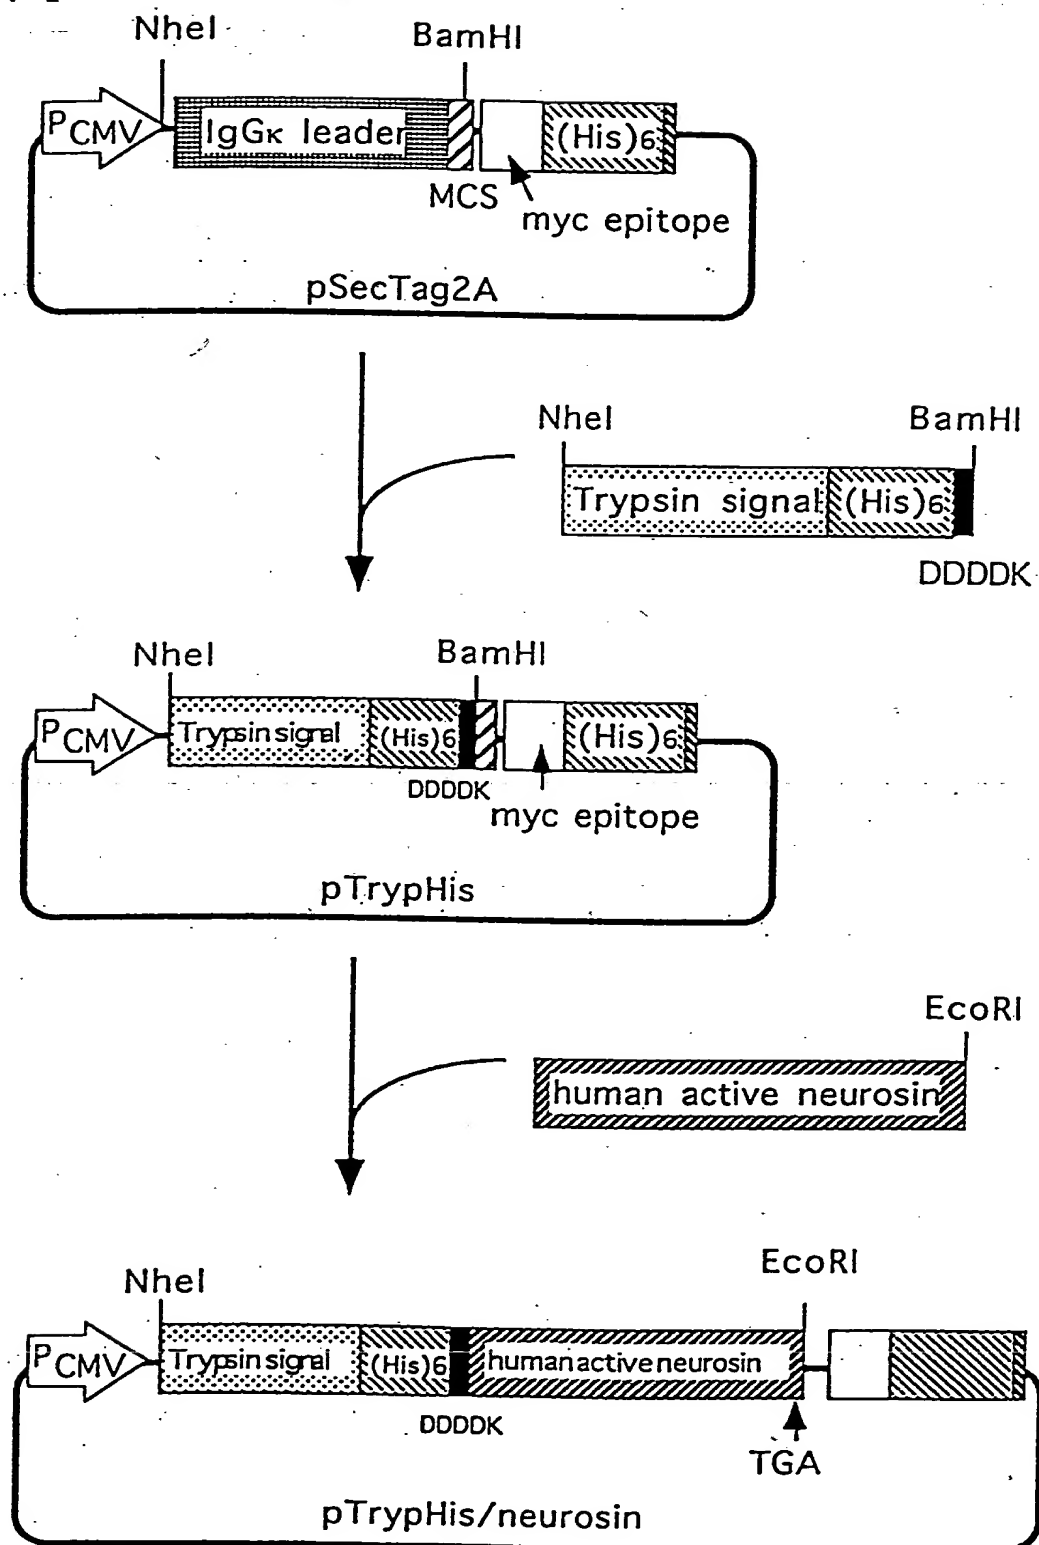 NheI
BamHI
PCMV
IgGκ leader
(His)6
MCS
myc epitope
pSecTag2A
NheI
BamHI
Trypsin signal
(His)6
DDDDK
NheI
BamHI
PCMV
Trypsin signal
(His)6
(His)6
DDDDK
myc epitope
pTrypHis
EcoRI
human active neurosin
EcoRI
NheI
PCMV
Trypsin signal
(His)6
human active neurosin
DDDDK
TGA
pTrypHis/neurosin